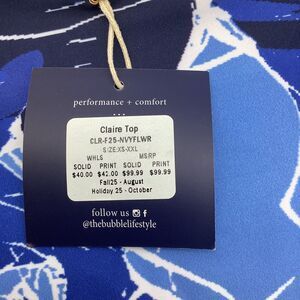 performance + comfort
...
Claire Top
CLR-F25-NVYFLWR
SIZE:XS-XXL
WHLS MSRP
SOLID PRINT SOLID PRINT
$40.00 $42.00 $99.99 $99.99
Fall25 - August
Holiday 25 - October
follow us
@thebubblelifestyle